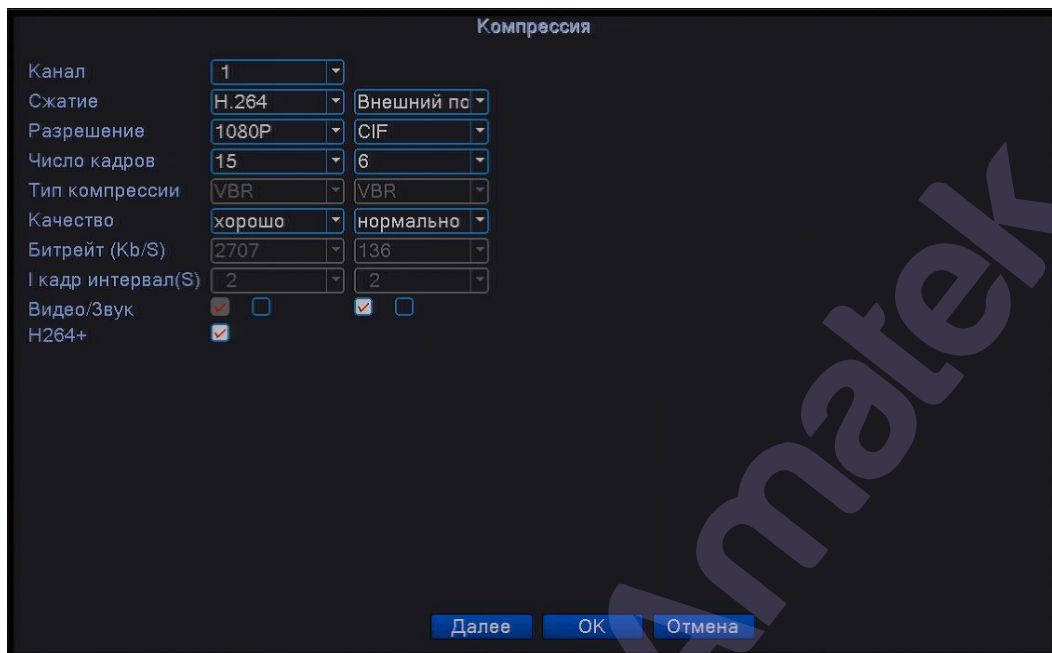 Компрессия
Канал 1
Сжатие H.264 Внешний по
Разрешение 1080P CIF
Число кадров 15 6
Тип компрессии VBR VBR
Качество хорошо нормально
Битрейт (Kb/S) 2707 136
I кадр интервал(S) 2 2
Видео/Звук
H264+
Далее OK Отмена
Amatek